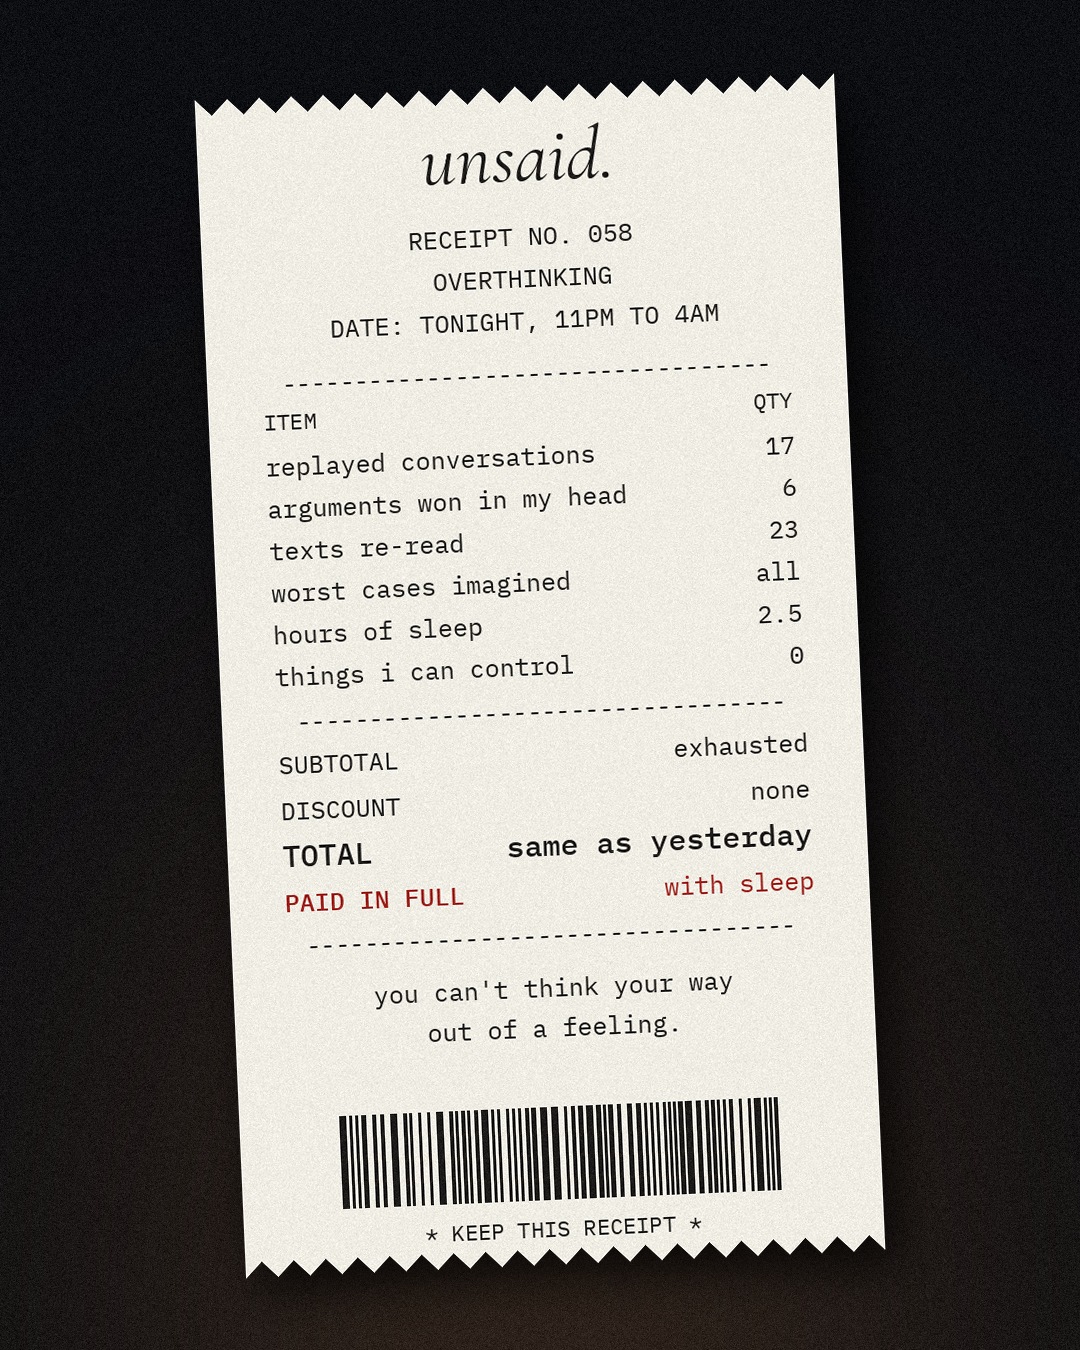 unsaid.
RECEIPT NO. 058
OVERTHINKING
DATE: TONIGHT, 11PM TO 4AM
----------------------------------
ITEM QTY
replayed conversations 17
arguments won in my head 6
texts re-read 23
worst cases imagined all
hours of sleep 2.5
things i can control 0
----------------------------------
SUBTOTAL exhausted
DISCOUNT none
TOTAL same as yesterday
PAID IN FULL with sleep
----------------------------------
you can't think your way
out of a feeling.
* KEEP THIS RECEIPT *